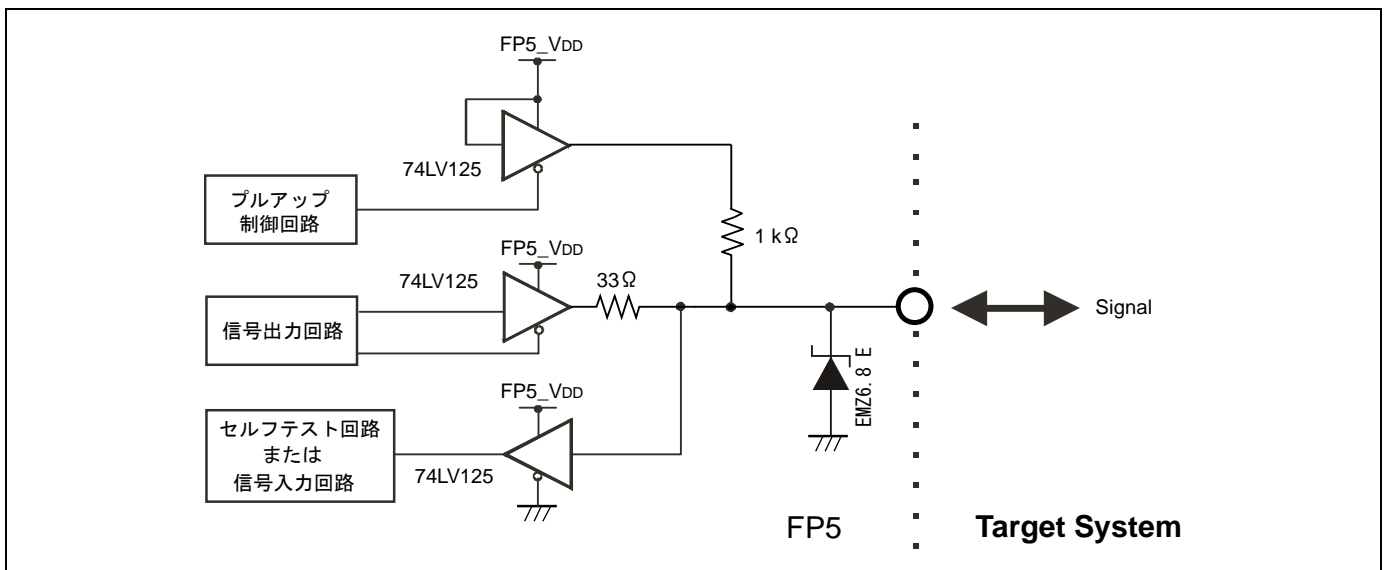 FP5_VDD
74LV125
プルアップ
制御回路
1 kΩ
FP5_VDD
74LV125
33Ω
信号出力回路
Signal
EMZ6.8 E
FP5_VDD
セルフテスト回路
または
信号入力回路
74LV125
FP5
Target System